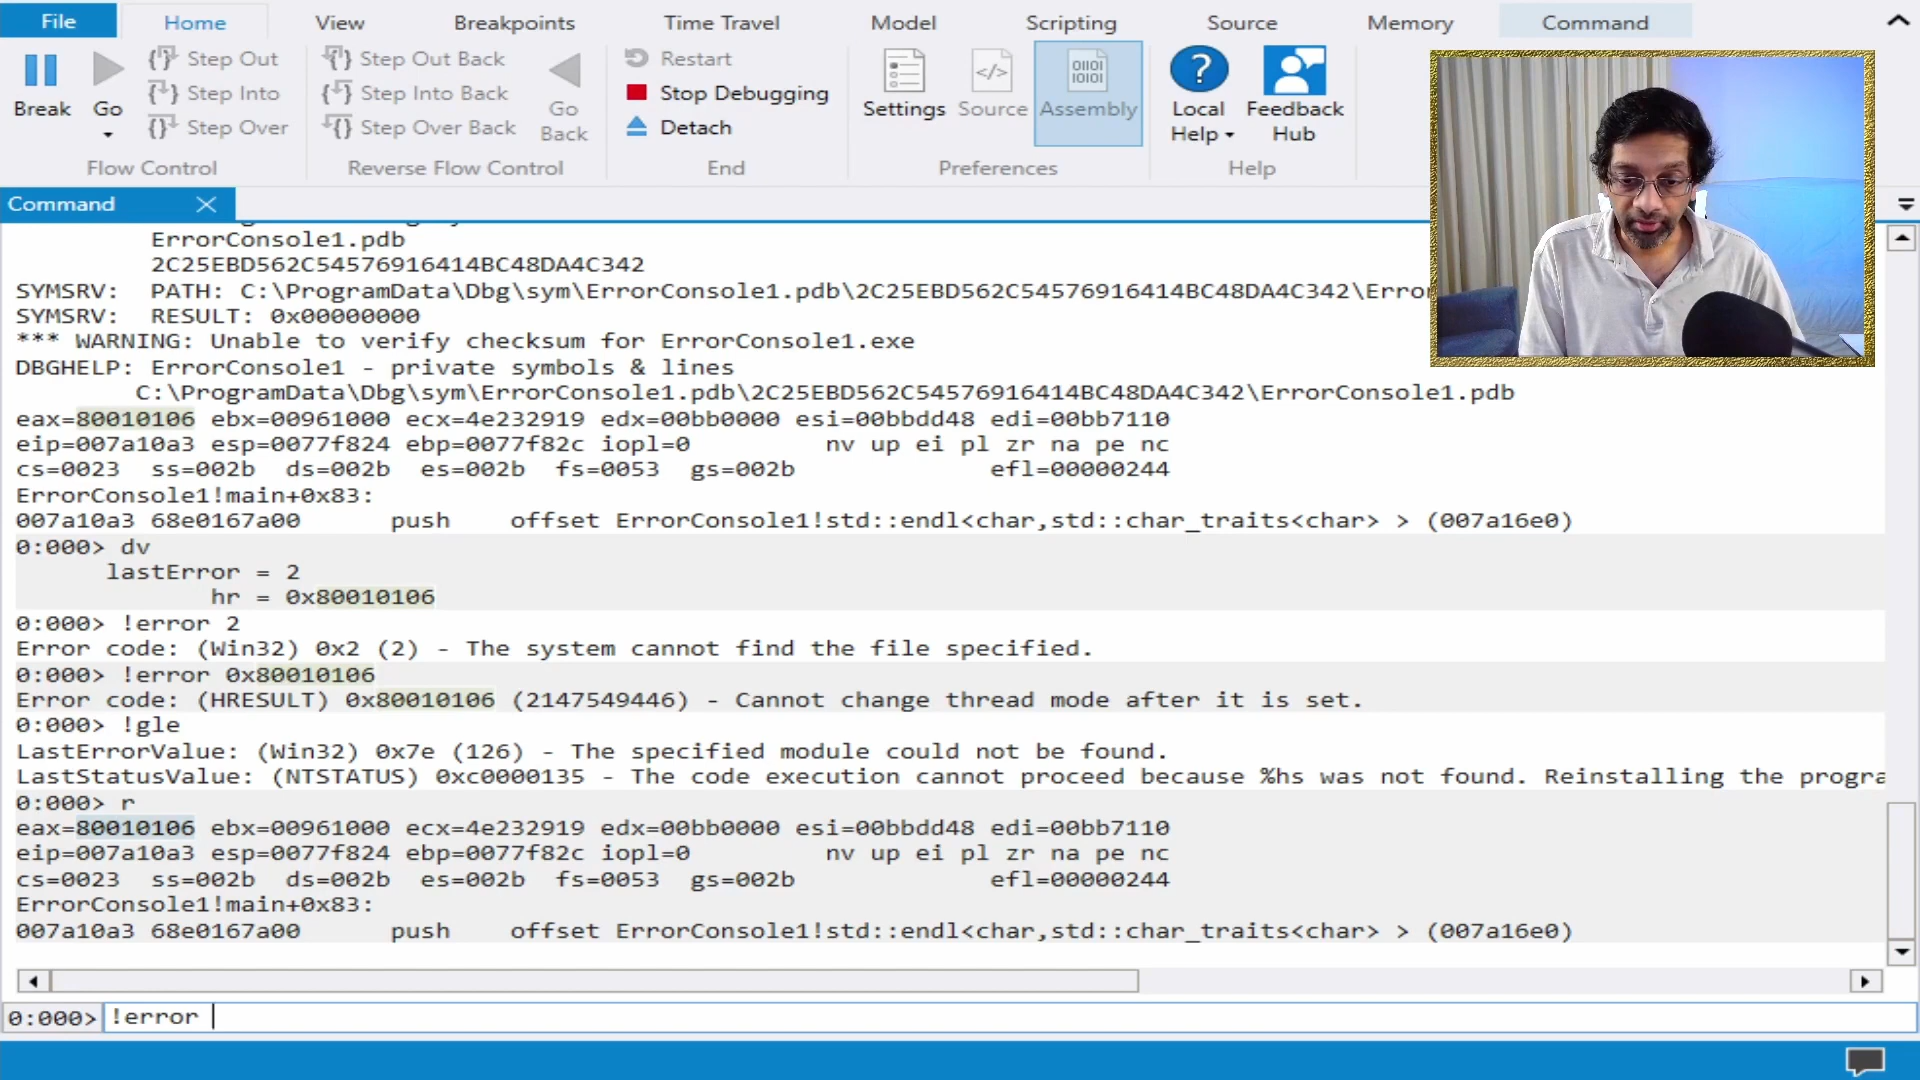 File Home View Breakpoints Time Travel Model Scripting Source Memory Command
Break
Go
Step Out
Step Into
Step Over
Flow Control
Step Out Back
Step Into Back
Step Over Back
Go Back
Reverse Flow Control
Restart
Stop Debugging
Detach
End
Settings
Source
Assembly
Preferences
Local Help
Feedback Hub
Help
Command
ErrorConsole1.pdb
2C25EBD562C54576916414BC48DA4C342
SYMSRV:  PATH: C:\ProgramData\Dbg\sym\ErrorConsole1.pdb\2C25EBD562C54576916414BC48DA4C342\Erro
SYMSRV:  RESULT: 0x00000000
*** WARNING: Unable to verify checksum for ErrorConsole1.exe
DBGHELP: ErrorConsole1 - private symbols & lines
C:\ProgramData\Dbg\sym\ErrorConsole1.pdb\2C25EBD562C54576916414BC48DA4C342\ErrorConsole1.pdb
eax=80010106 ebx=00961000 ecx=4e232919 edx=00bb0000 esi=00bbdd48 edi=00bb7110
eip=007a10a3 esp=0077f824 ebp=0077f82c iopl=0         nv up ei pl zr na pe nc
cs=0023  ss=002b  ds=002b  es=002b  fs=0053  gs=002b             efl=00000244
ErrorConsole1!main+0x83:
007a10a3 68e0167a00      push    offset ErrorConsole1!std::endl<char,std::char_traits<char> > (007a16e0)
0:000> dv
lastError = 2
hr = 0x80010106
0:000> !error 2
Error code: (Win32) 0x2 (2) - The system cannot find the file specified.
0:000> !error 0x80010106
Error code: (HRESULT) 0x80010106 (2147549446) - Cannot change thread mode after it is set.
0:000> !gle
LastErrorValue: (Win32) 0x7e (126) - The specified module could not be found.
LastStatusValue: (NTSTATUS) 0xc0000135 - The code execution cannot proceed because %hs was not found. Reinstalling the progra
0:000> r
eax=80010106 ebx=00961000 ecx=4e232919 edx=00bb0000 esi=00bbdd48 edi=00bb7110
eip=007a10a3 esp=0077f824 ebp=0077f82c iopl=0         nv up ei pl zr na pe nc
cs=0023  ss=002b  ds=002b  es=002b  fs=0053  gs=002b             efl=00000244
ErrorConsole1!main+0x83:
007a10a3 68e0167a00      push    offset ErrorConsole1!std::endl<char,std::char_traits<char> > (007a16e0)
0:000> !error